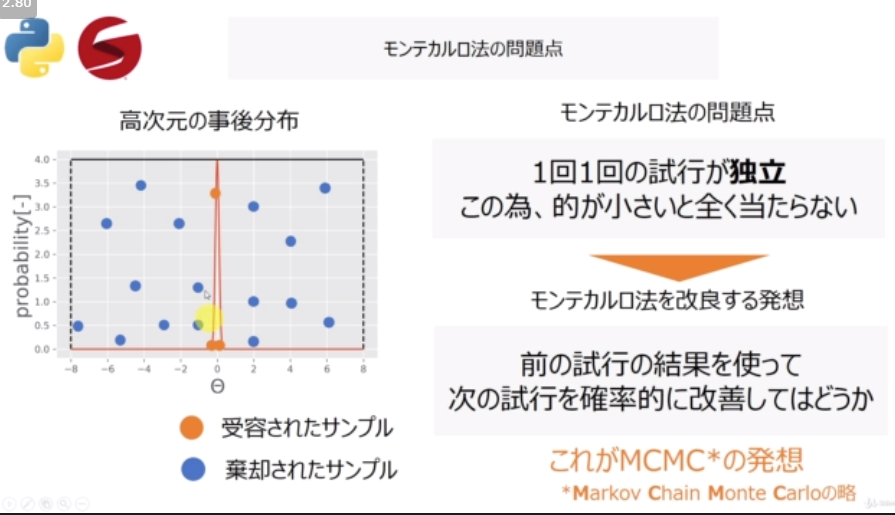 2.80
モンテカルロ法の問題点
高次元の事後分布
probability[-]
4.0
3.5
3.0
2.5
2.0
1.5
1.0
0.5
0.0
-8 -6 -4 -2 0 2 4 6 8
Θ
受容されたサンプル
棄却されたサンプル
モンテカルロ法の問題点
1回1回の試行が独立
この為、的が小さいと全く当たらない
モンテカルロ法を改良する発想
前の試行の結果を使って
次の試行を確率的に改善してはどうか
これがMCMC*の発想
*Markov Chain Monte Carloの略